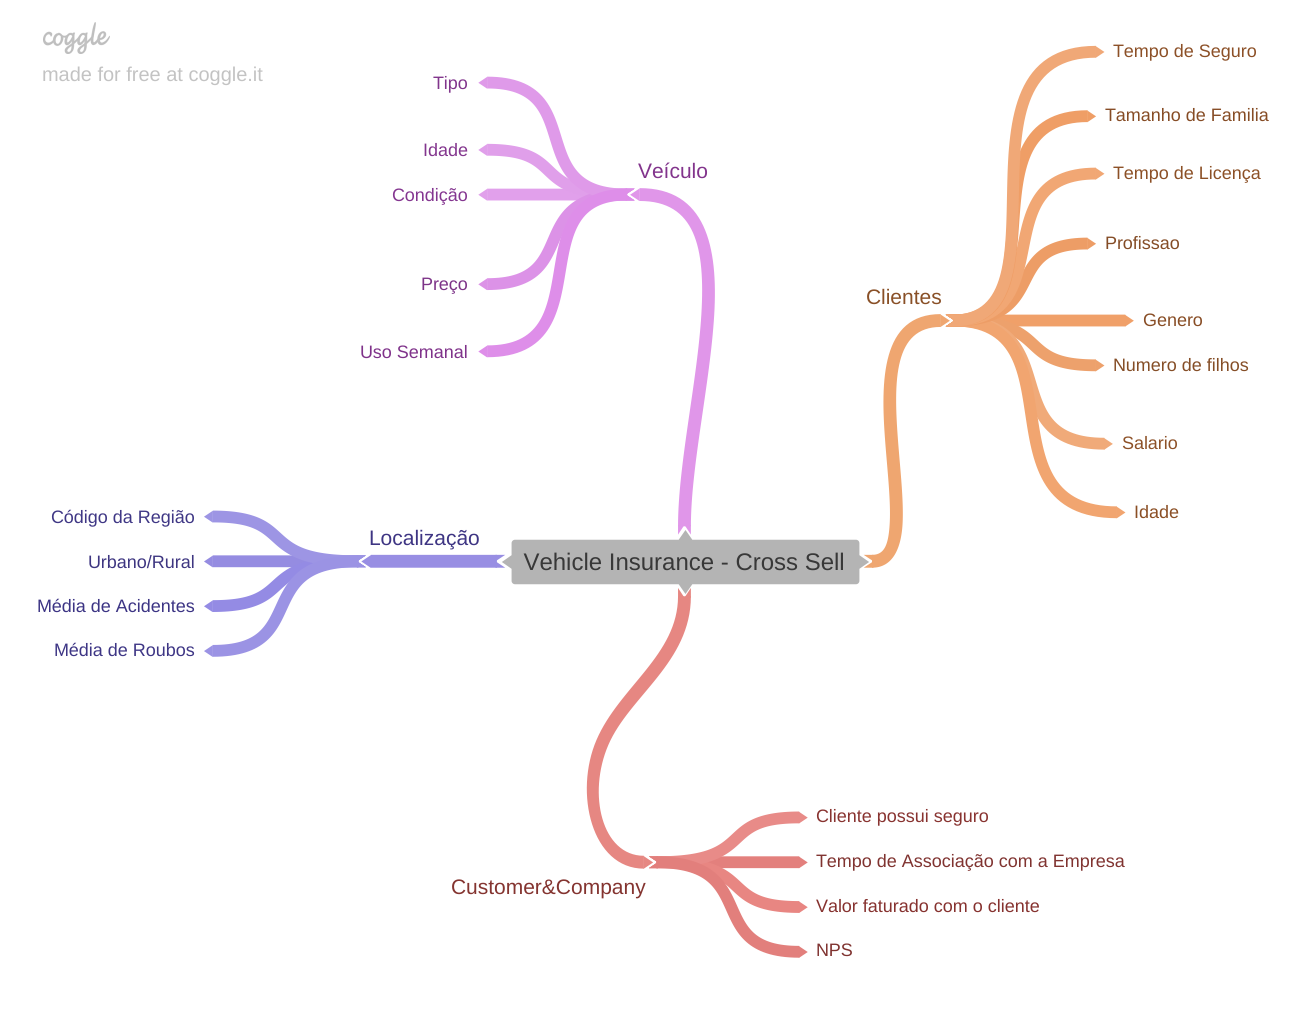 coggle
made for free at coggle.it
Tipo
Idade
Condição
Preço
Uso Semanal
Veículo
Clientes
Tempo de Seguro
Tamanho de Familia
Tempo de Licença
Profissao
Genero
Numero de filhos
Salario
Idade
Código da Região
Urbano/Rural
Média de Acidentes
Média de Roubos
Localização
Vehicle Insurance - Cross Sell
Customer&Company
Cliente possui seguro
Tempo de Associação com a Empresa
Valor faturado com o cliente
NPS